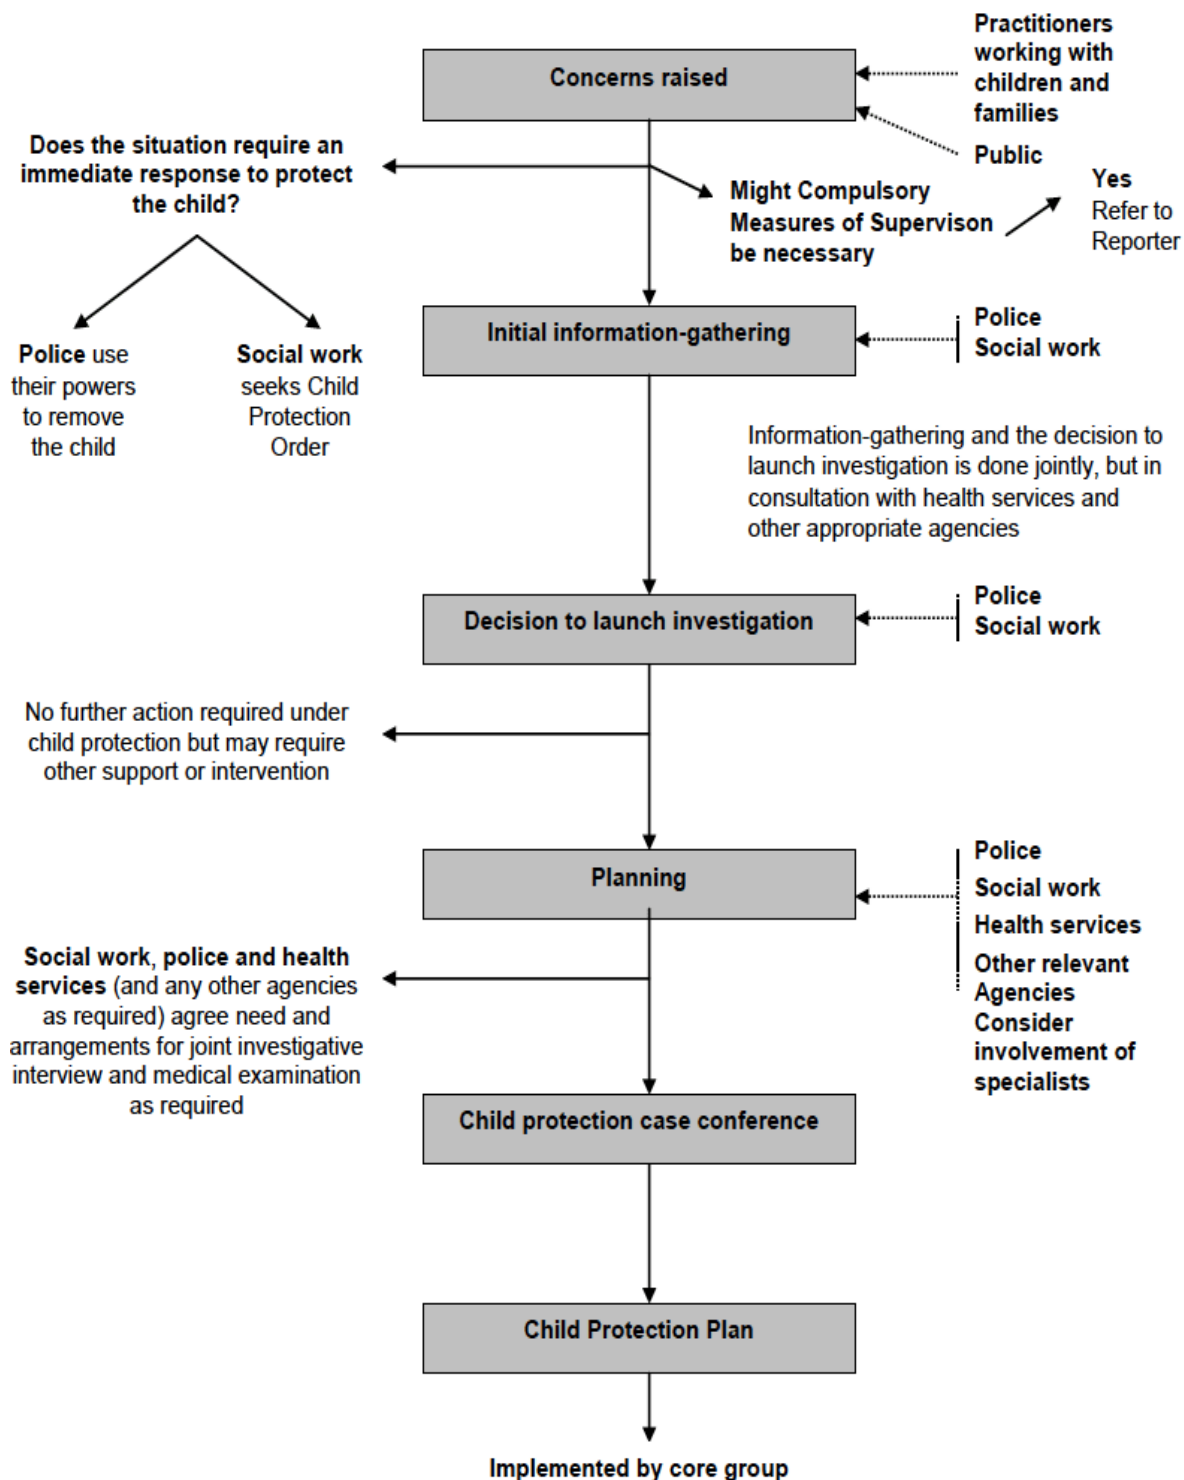 Practitioners
working with
children and
families
Concerns raised
Public
Does the situation require an
immediate response to protect
the child?
Might Compulsory
Measures of Supervison
be necessary
Yes
Refer to
Reporter
Police use
their powers
to remove
the child
Social work
seeks Child
Protection
Order
Initial information-gathering
Police
Social work
Information-gathering and the decision to
launch investigation is done jointly, but in
consultation with health services and
other appropriate agencies
Decision to launch investigation
Police
Social work
No further action required under
child protection but may require
other support or intervention
Planning
Police
Social work
Health services
Other relevant
Agencies
Consider
involvement of
specialists
Social work, police and health
services (and any other agencies
as required) agree need and
arrangements for joint investigative
interview and medical examination
as required
Child protection case conference
Child Protection Plan
Implemented by core group